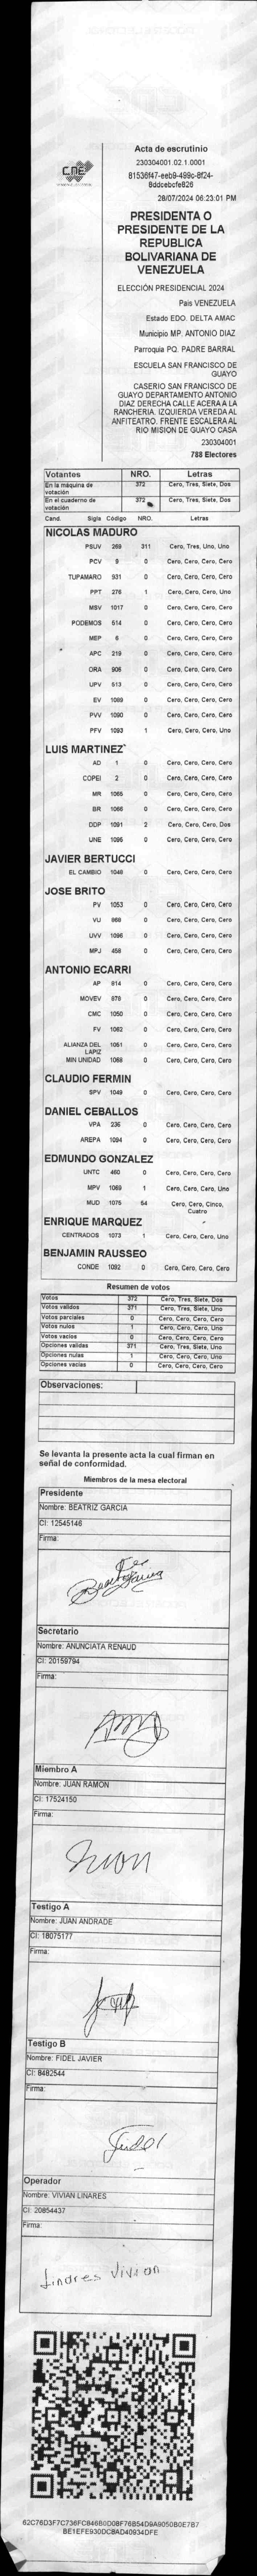 CNE
Acta de escrutinio
230304001.02.1.0001
81536f47-eeb9-499c-8f24-
8ddcebcfe826
28/07/2024 06:23:01 PM
PRESIDENTA O
PRESIDENTE DE LA
REPUBLICA
BOLIVARIANA DE
VENEZUELA
ELECCIÓN PRESIDENCIAL 2024
Pais VENEZUELA
Estado EDO. DELTA AMAC
Municipio MP. ANTONIO DIAZ
Parroquia PQ. PADRE BARRAL
ESCUELA SAN FRANCISCO DE
GUAYO
CASERIO SAN FRANCISCO DE
GUAYO DEPARTAMENTO ANTONIO
DIAZ DERECHA CALLE ACERA A LA
RANCHERIA. IZQUIERDA VEREDA AL
ANFITEATRO. FRENTE ESCALERA AL
RIO MISION DE GUAYO CASA
230304001
788 Electores
Votantes NRO. Letras
En la máquina de votación 372 Cero, Tres, Siete, Dos
En el cuaderno de votación 372 Cero, Tres, Siete, Dos
Cand. Sigla Código NRO. Letras
NICOLAS MADURO
PSUV 269 311 Cero, Tres, Uno, Uno
PCV 9 0 Cero, Cero, Cero, Cero
TUPAMARO 931 0 Cero, Cero, Cero, Cero
PPT 276 1 Cero, Cero, Cero, Uno
MSV 1017 0 Cero, Cero, Cero, Cero
PODEMOS 514 0 Cero, Cero, Cero, Cero
MEP 6 0 Cero, Cero, Cero, Cero
APC 219 0 Cero, Cero, Cero, Cero
ORA 906 0 Cero, Cero, Cero, Cero
UPV 513 0 Cero, Cero, Cero, Cero
EV 1089 0 Cero, Cero, Cero, Cero
PVV 1090 0 Cero, Cero, Cero, Cero
PFV 1093 1 Cero, Cero, Cero, Uno
LUIS MARTINEZ
AD 1 0 Cero, Cero, Cero, Cero
COPEI 2 0 Cero, Cero, Cero, Cero
MR 1065 0 Cero, Cero, Cero, Cero
BR 1066 0 Cero, Cero, Cero, Cero
DDP 1091 2 Cero, Cero, Cero, Dos
UNE 1095 0 Cero, Cero, Cero, Cero
JAVIER BERTUCCI
EL CAMBIO 1048 0 Cero, Cero, Cero, Cero
JOSE BRITO
PV 1053 0 Cero, Cero, Cero, Cero
VU 868 0 Cero, Cero, Cero, Cero
UVV 1096 0 Cero, Cero, Cero, Cero
MPJ 458 0 Cero, Cero, Cero, Cero
ANTONIO ECARRI
AP 814 0 Cero, Cero, Cero, Cero
MOVEV 879 0 Cero, Cero, Cero, Cero
CMC 1050 0 Cero, Cero, Cero, Cero
FV 1062 0 Cero, Cero, Cero, Cero
ALIANZA DEL LAPIZ 1051 0 Cero, Cero, Cero, Cero
MIN UNIDAD 1068 0 Cero, Cero, Cero, Cero
CLAUDIO FERMIN
SPV 1049 0 Cero, Cero, Cero, Cero
DANIEL CEBALLOS
VPA 236 0 Cero, Cero, Cero, Cero
AREPA 1094 0 Cero, Cero, Cero, Cero
EDMUNDO GONZALEZ
UNTC 460 0 Cero, Cero, Cero, Cero
MPV 1069 1 Cero, Cero, Cero, Uno
MUD 1075 54 Cero, Cero, Cinco, Cuatro
ENRIQUE MARQUEZ
CENTRADOS 1073 1 Cero, Cero, Cero, Uno
BENJAMIN RAUSSEO
CONDE 1092 0 Cero, Cero, Cero, Cero
Resumen de votos
Votos 372 Cero, Tres, Siete, Dos
Votos validos 371 Cero, Tres, Siete, Uno
Votos parciales 0 Cero, Cero, Cero, Cero
Votos nulos 1 Cero, Cero, Cero, Uno
Votos vacios 0 Cero, Cero, Cero, Cero
Opciones validas 371 Cero, Tres, Siete, Uno
Opciones nulas 1 Cero, Cero, Cero, Uno
Opciones vacias 0 Cero, Cero, Cero, Cero
Observaciones:
Se levanta la presente acta la cual firman en
señal de conformidad.
Miembros de la mesa electoral
Presidente
Nombre: BEATRIZ GARCIA
CI: 12545146
Firma:
Secretario
Nombre: ANUNCIATA RENAUD
CI: 20159794
Firma:
Miembro A
Nombre: JUAN RAMON
CI: 17524150
Firma:
Juon
Testigo A
Nombre: JUAN ANDRADE
CI: 18075177
Firma:
Testigo B
Nombre: FIDEL JAVIER
CI: 8482544
Firma:
Fidel
Operador
Nombre: VIVIAN LINARES
CI: 20854437
Firma:
Linares Vivian
62C76D3F7C736FC846B0D08F76B54D9A9050B0E7B7
BE1EFE930DC8AD40934DFE